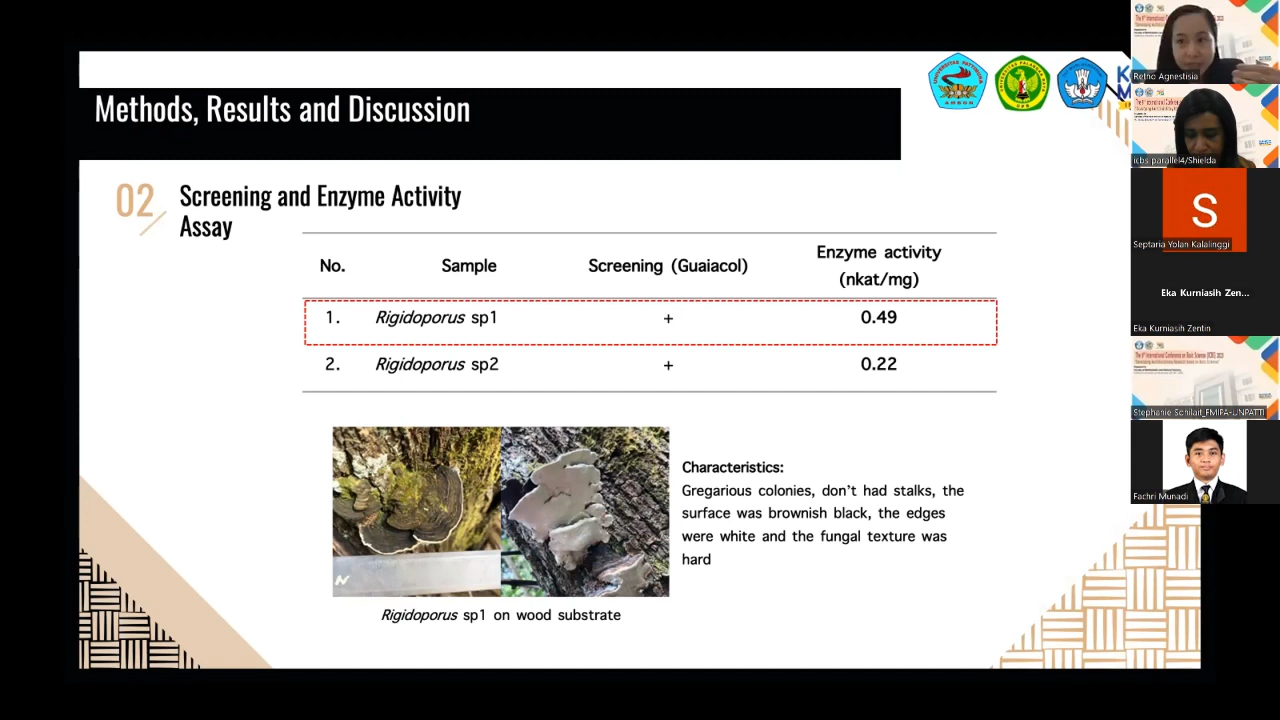 Methods, Results and Discussion
02
Screening and Enzyme Activity
Assay
No.
Sample
Screening (Guaiacol)
Enzyme activity
(nkat/mg)
1.
Rigidoporus sp1
+
0.49
2.
Rigidoporus sp2
+
0.22
Characteristics:
Gregarious colonies, don't had stalks, the
surface was brownish black, the edges
were white and the fungal texture was
hard
Rigidoporus sp1 on wood substrate
Retno Agnestisia
icbs parallel4/Shielda
S
Septaria Yolan Kalalinggi
Eka Kurniasih Zen...
Eka Kurniasih Zentin
Stephanie Schilait_FMIPA-UNPATTI
Fachri Munadi